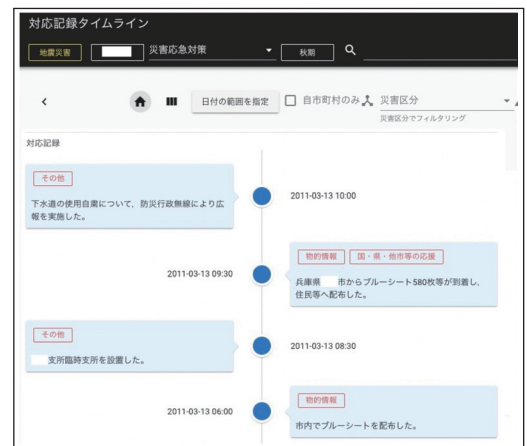 対応記録タイムライン
地震災害 災害応急対策 秋期
自市町村のみ 災害区分
日付の範囲を指定
災害区分でフィルタリング
対応記録
その他
下水道の使用自粛について，防災行政無線により広
報を実施した。
2011-03-13 10:00
物的情報 国・県・他市等の応援
2011-03-13 09:30
兵庫県 市からブルーシート580枚等が到着し，
住民等へ配布した。
その他
支所臨時支所を設置した。
2011-03-13 08:30
物的情報
2011-03-13 06:00
市内でブルーシートを配布した。